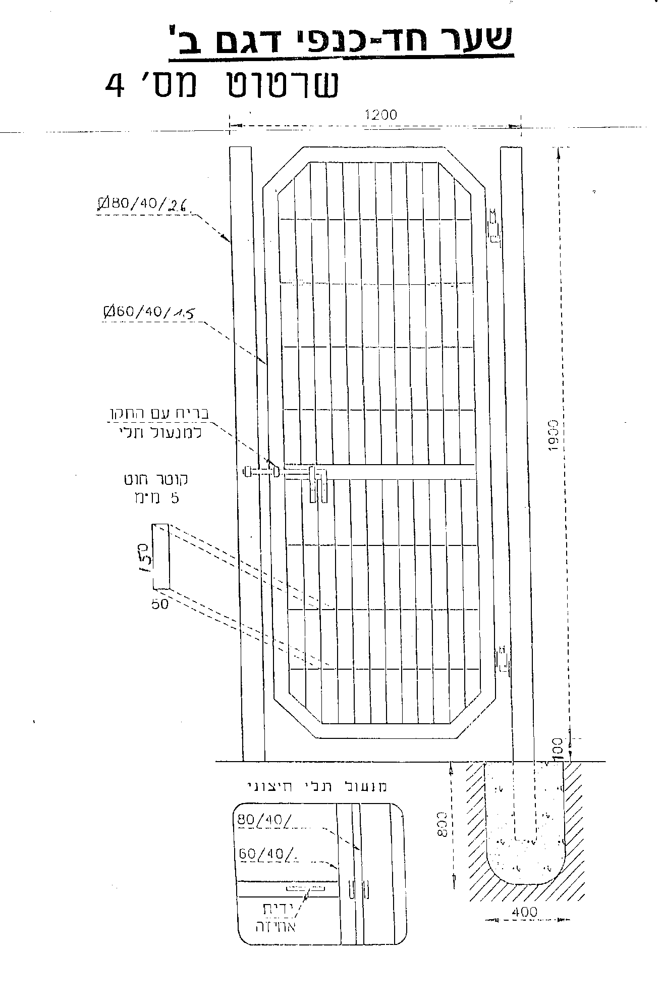 שער חד-כנפי דגם ב'
שרטוט מס' 4
1200
Ø80/40/2.6
Ø60/40/1.5
1900
בריח עם התקן
למנעול תלי
קוטר חוט
5 מ"מ
150
50
100
מנעול תלי חיצוני
80/40/
60/40/
ידית
אחיזה
800
400